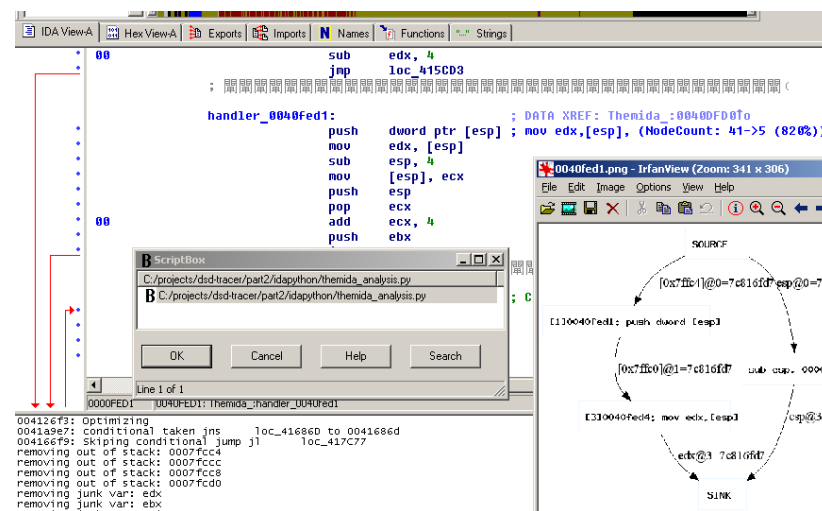 IDA View-A Hex View-A Exports Imports N Names Functions "..." Strings
00 sub edx, 4
jmp loc_415CD3
;
handler_0040fed1: ; DATA XREF: Themida_:0040DFD0↑o
push dword ptr [esp] ; mov edx,[esp], (NodeCount: 41->5 (820%))
mov edx, [esp]
sub esp, 4
mov [esp], ecx
push esp
pop ecx
00 add ecx, 4
push ebx
; C
ScriptBox
C:/projects/dsd-tracer/part2/idapython/themida_analysis.py
C:/projects/dsd-tracer/part2/idapython/themida_analysis.py
OK Cancel Help Search
Line 1 of 1
0000FED1 0040FED1: Themida_:handler_0040fed1
004126f3: Optimizing
0041a9e7: conditional taken jns loc_41686D to 0041686d
004166f9: Skiping conditional jump jl loc_417C77
removing out of stack: 0007fcc4
removing out of stack: 0007fccc
removing out of stack: 0007fcc8
removing out of stack: 0007fcd0
removing junk var: edx
removing junk var: ebx
0040fed1.png - IrfanView (Zoom: 341 x 306)
File Edit Image Options View Help
SOURCE
[0x7ffc4]@0=7c816fd7 esp@0=7
[1]0040fed1: push dword [esp]
[0x7ffc0]@1=7c816fd7 sub esp, 0004
[3]0040fed4: mov edx,[esp] esp@3
edx@3 7c816fd7
SINK